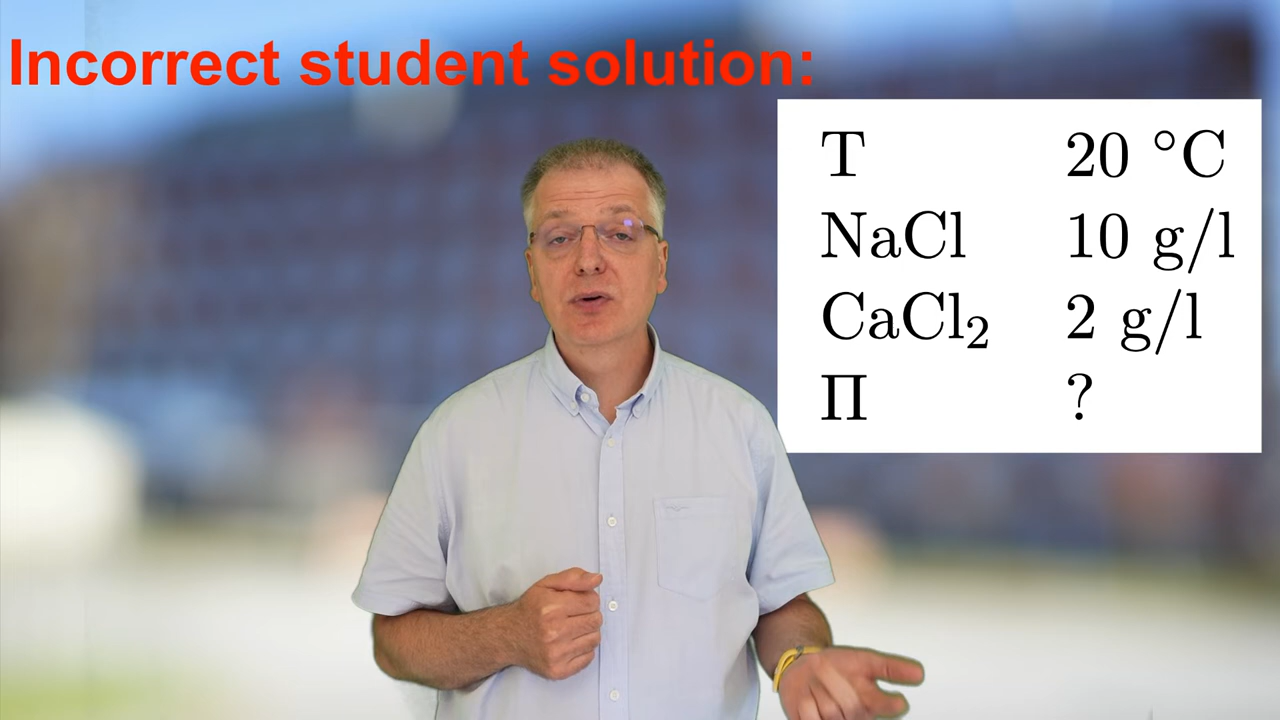 Incorrect student solution:
T 20 °C
NaCl 10 g/l
CaCl₂ 2 g/l
Π ?